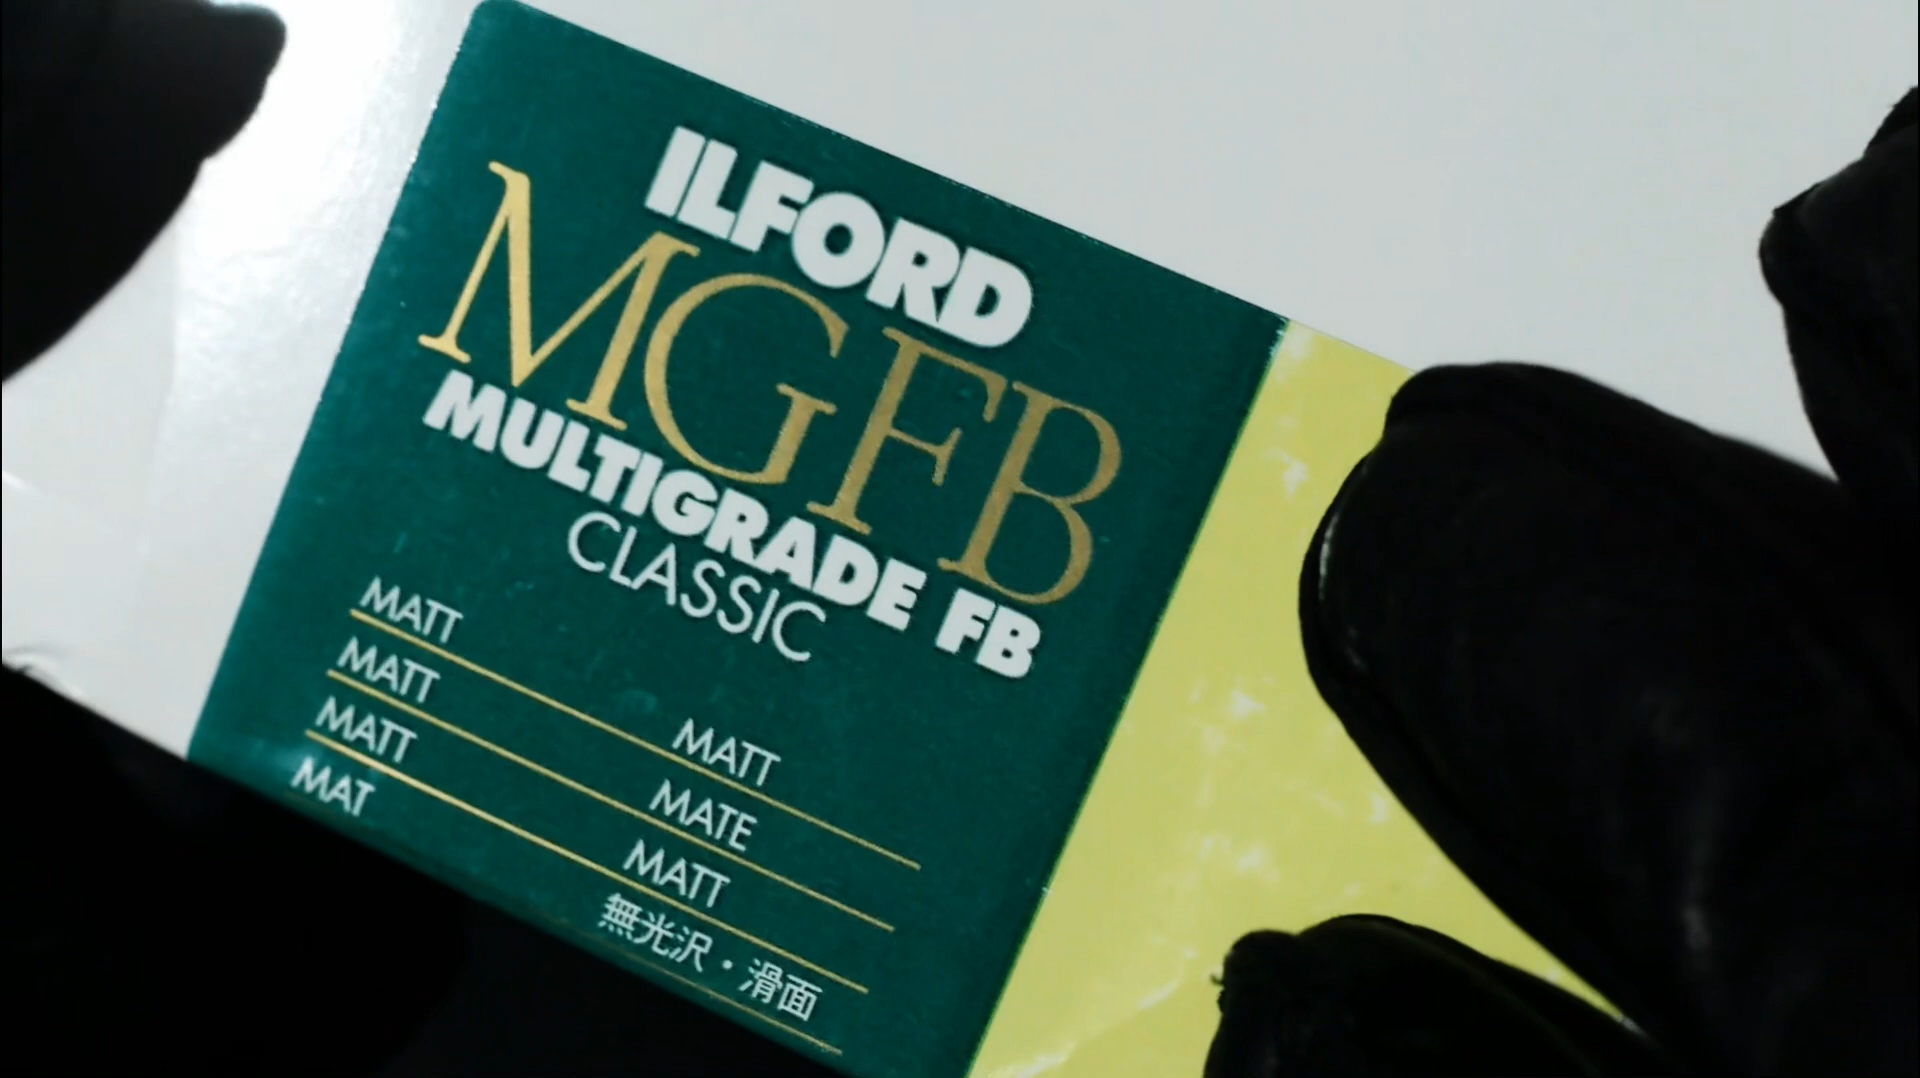 ILFORD
MGFB
MULTIGRADE FB
CLASSIC
MATT MATT
MATT MATE
MATT MATT
MAT 無光沢・滑面